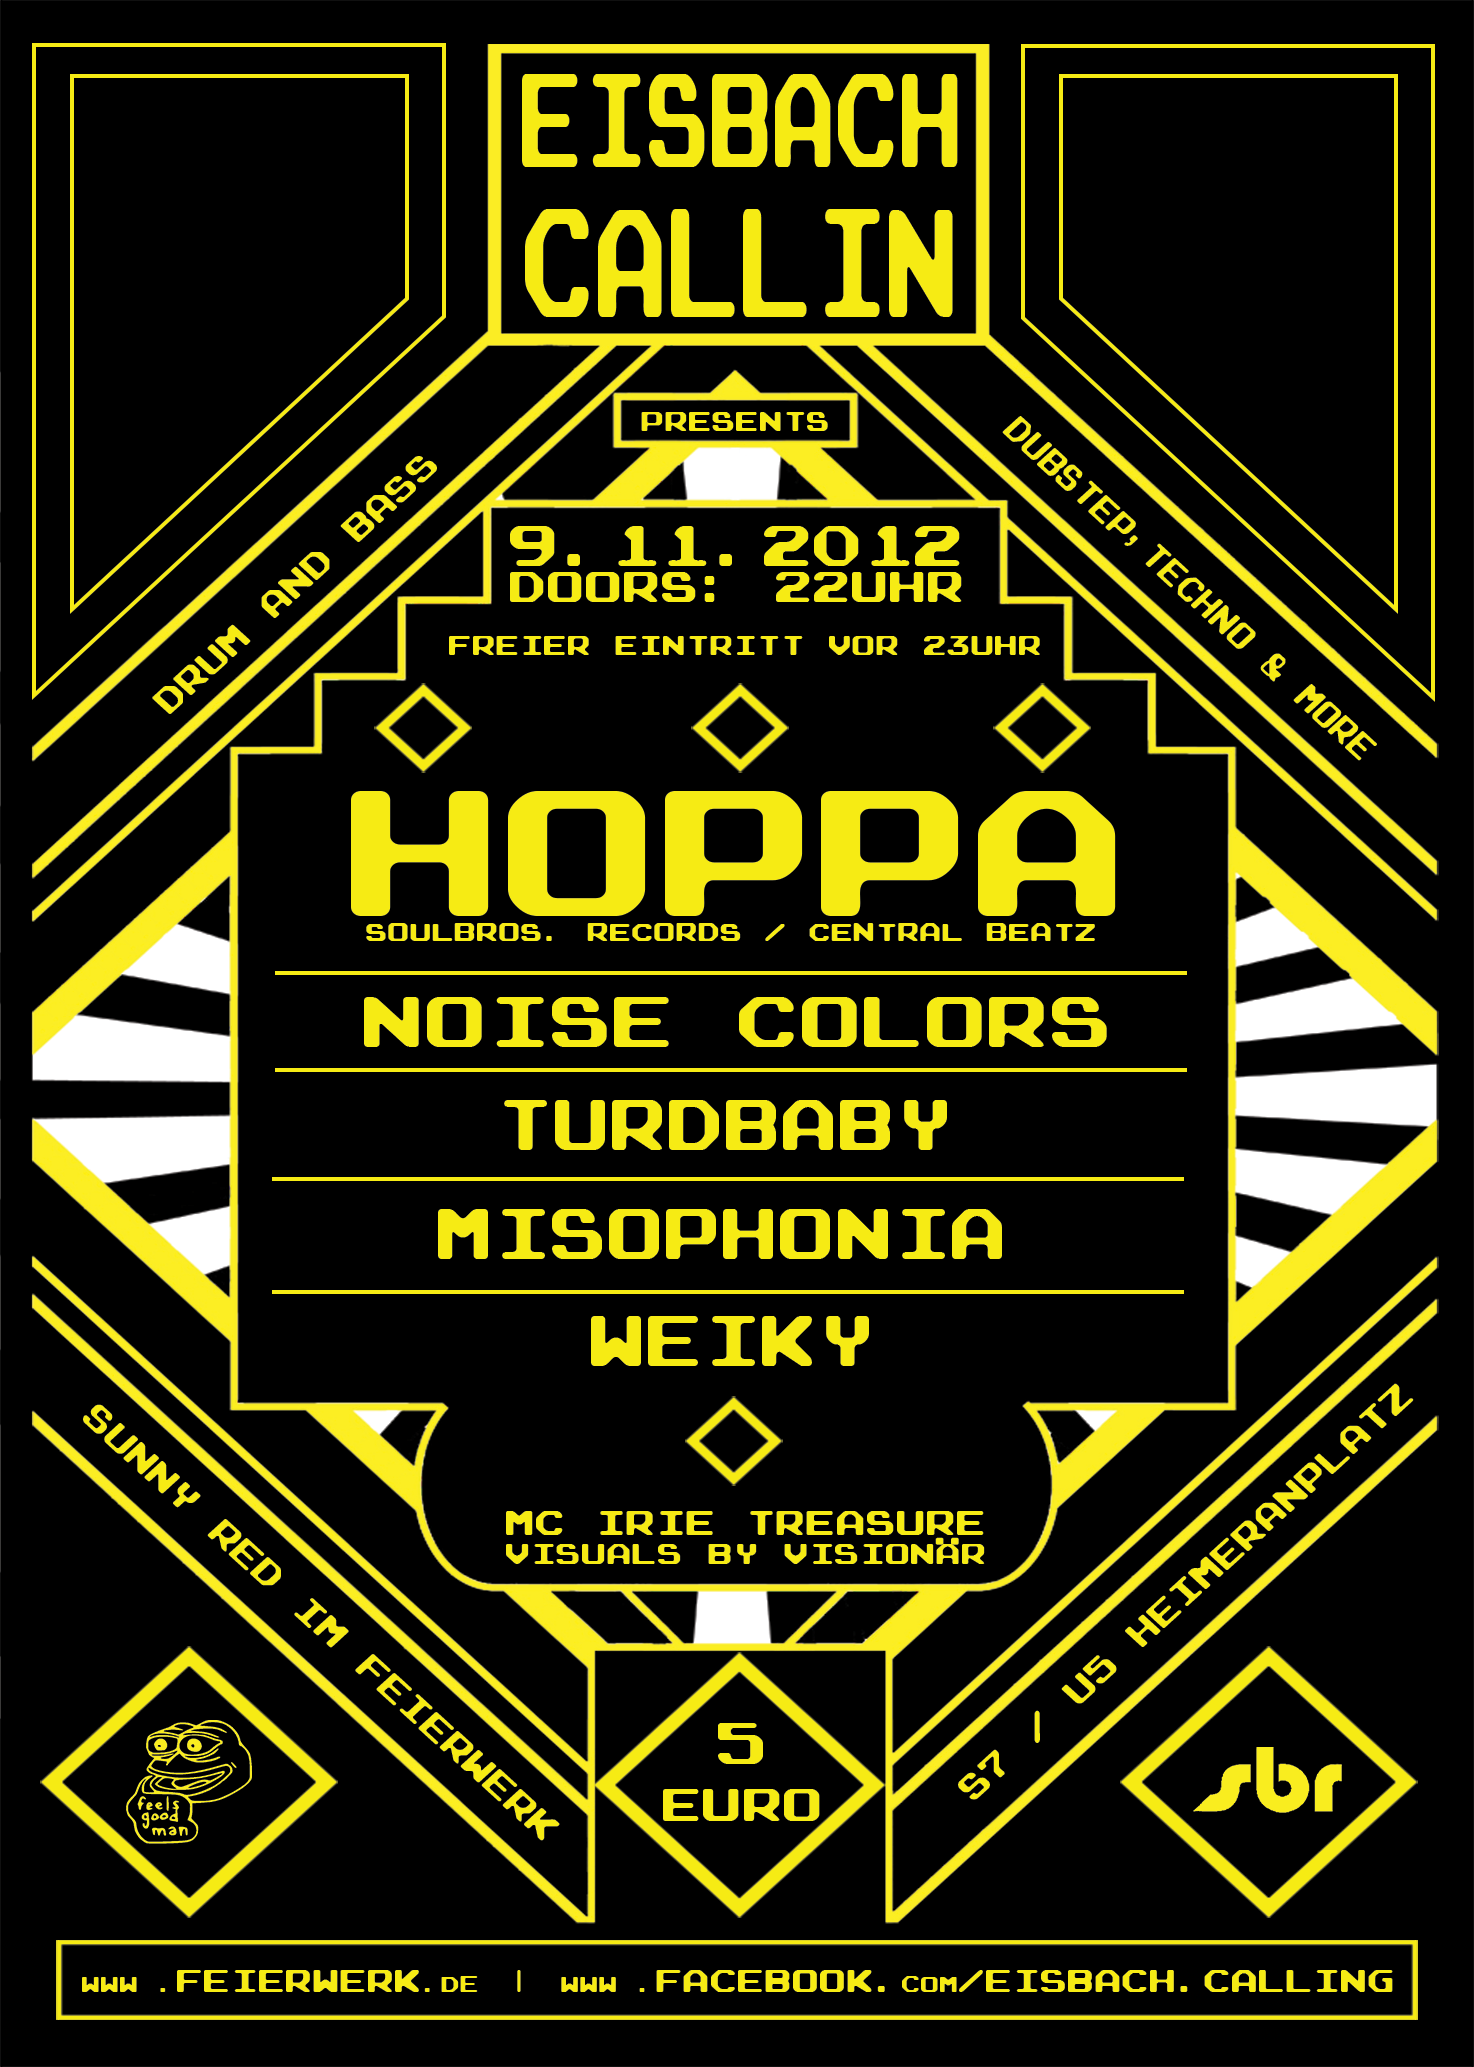 EISBACH
CALLIN
PRESENTS
DRUM AND BASS
DUBSTEP, TECHNO & MORE
9.11.2012
DOORS: 22UHR
FREIER EINTRITT VOR 23UHR
HOPPA
SOULBROS. RECORDS / CENTRAL BEATZ
NOISE COLORS
TURDBABY
MISOPHONIA
WEIKY
MC IRIE TREASURE
VISUALS BY VISIONÄR
SUNNY RED IM FEIERWERK
S7 / U5 HEIMERANPLATZ
feels
good
man
5
EURO
sbr
WWW .FEIERWERK.DE | WWW .FACEBOOK.COM/EISBACH.CALLING